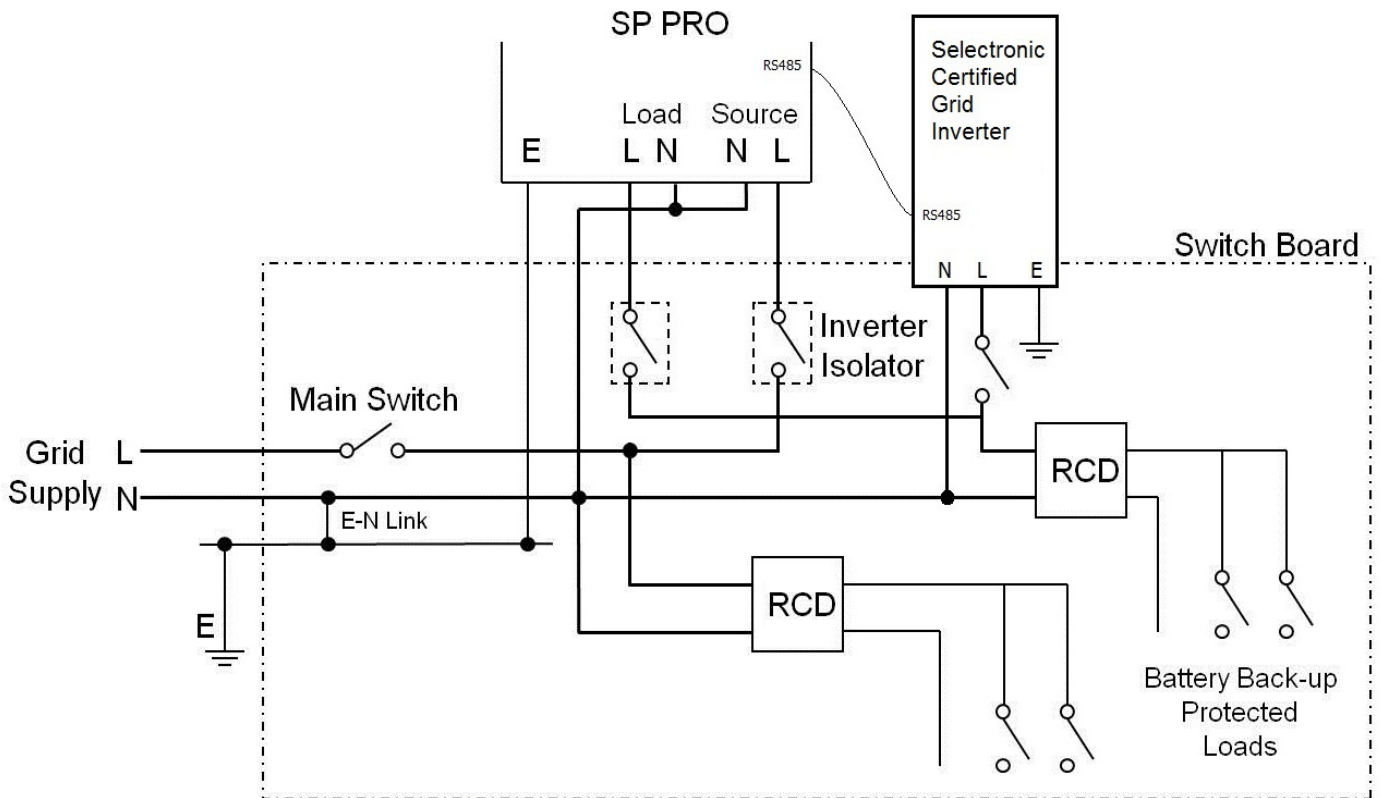 SP PRO
RS485
Load Source
E L N N L
Selectronic
Certified
Grid
Inverter
RS485
N L E
Switch Board
Inverter
Isolator
Main Switch
Grid L
Supply N
E-N Link
E
RCD
RCD
Battery Back-up
Protected
Loads